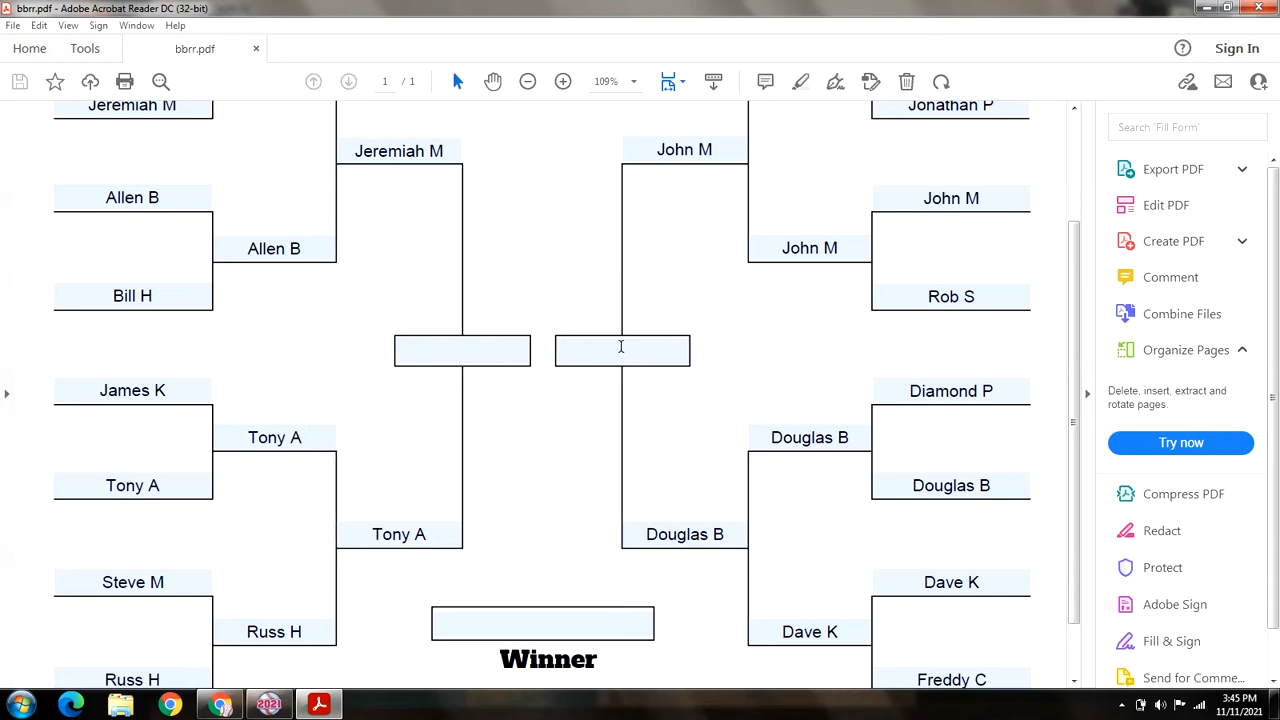 bbrr.pdf - Adobe Acrobat Reader DC (32-bit)
File Edit View Sign Window Help
Home Tools bbrr.pdf × Sign In
1 / 1 109%
Jeremiah M
Jonathan P
Jeremiah M
John M
Allen B
John M
Allen B
John M
Bill H
Rob S
James K
Diamond P
Tony A
Douglas B
Tony A
Douglas B
Tony A
Douglas B
Steve M
Dave K
Russ H
Dave K
Russ H
Freddy C
Winner
Search 'Fill Form'
Export PDF
Edit PDF
Create PDF
Comment
Combine Files
Organize Pages
Delete, insert, extract and
rotate pages.
Try now
Compress PDF
Redact
Protect
Adobe Sign
Fill & Sign
Send for Comme...
2021
3:45 PM
11/11/2021